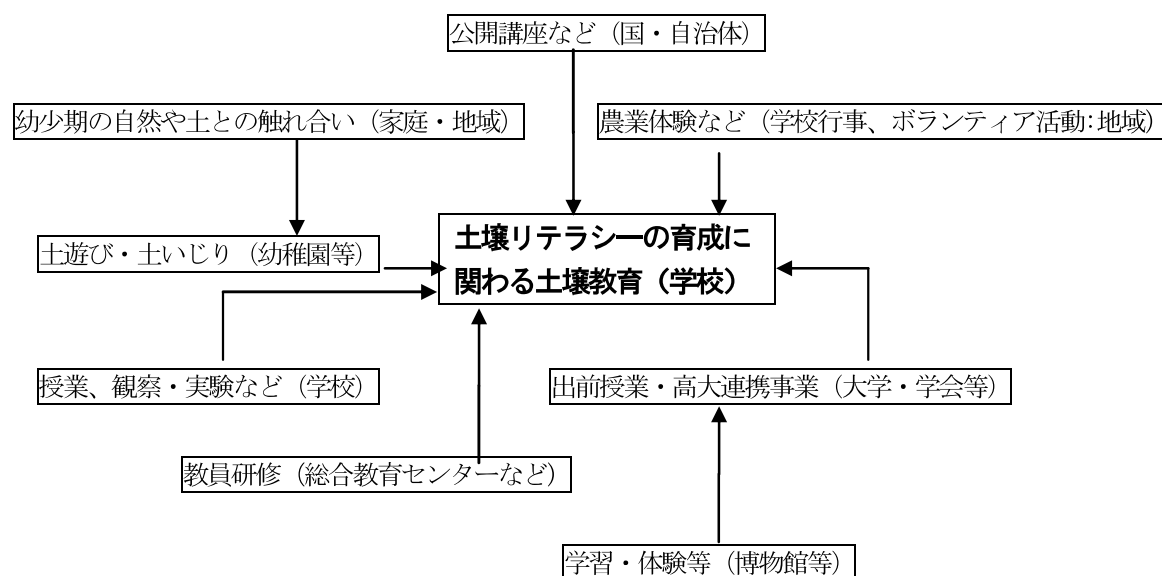 公開講座など（国・自治体）
幼少期の自然や土との触れ合い（家庭・地域）
農業体験など（学校行事、ボランティア活動:地域）
土壌リテラシーの育成に
関わる土壌教育（学校）
土遊び・土いじり（幼稚園等）
授業、観察・実験など（学校）
出前授業・高大連携事業（大学・学会等）
教員研修（総合教育センターなど）
学習・体験等（博物館等）